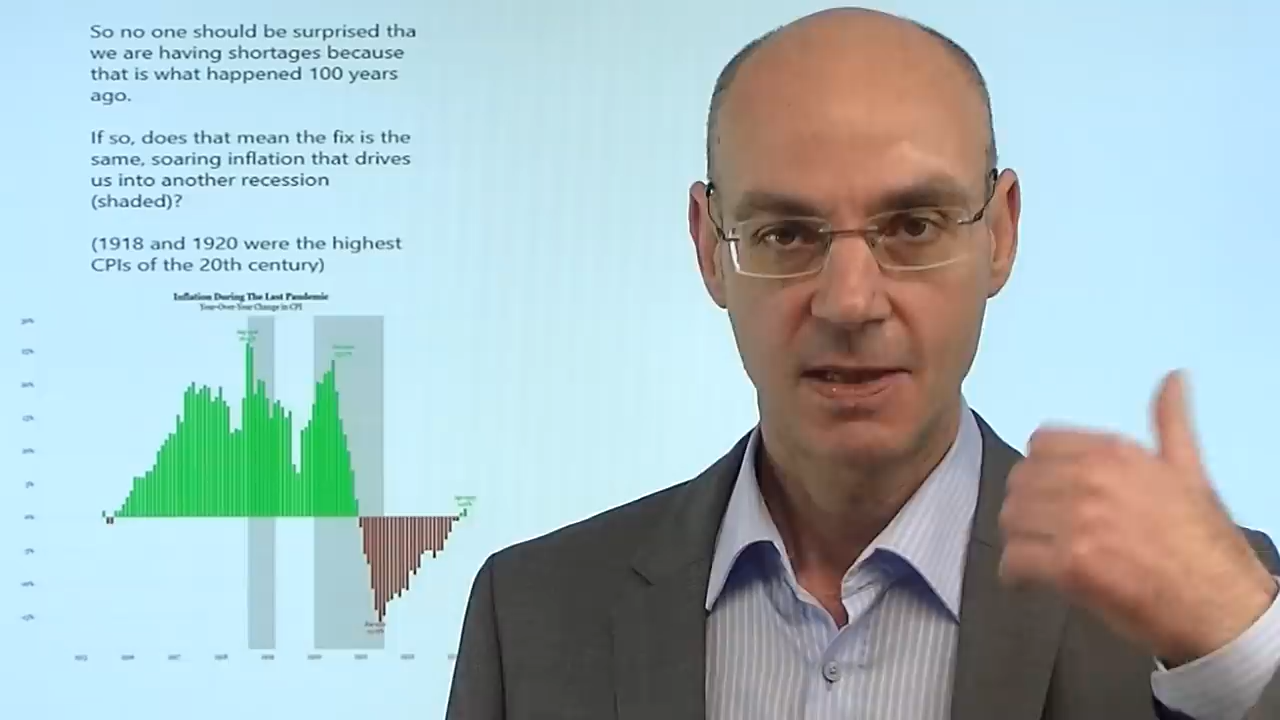 So no one should be surprised tha
we are having shortages because
that is what happened 100 years
ago.
If so, does that mean the fix is the
same, soaring inflation that drives
us into another recession
(shaded)?
(1918 and 1920 were the highest
CPIs of the 20th century)
Inflation During The Last Pandemic
Year-Over-Year Change in CPI